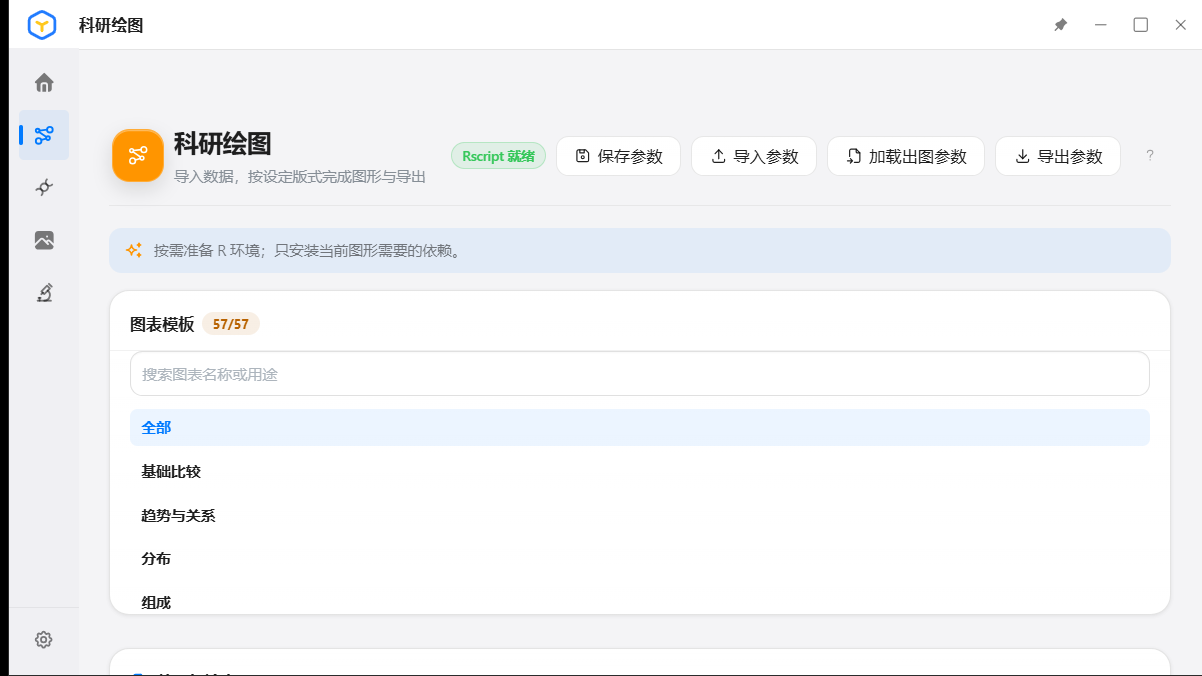 科研绘图
科研绘图
导入数据，按设定版式完成图形与导出
Rscript 就绪
保存参数
导入参数
加载出图参数
导出参数
?
按需准备 R 环境；只安装当前图形需要的依赖。
图表模板 57/57
搜索图表名称或用途
全部
基础比较
趋势与关系
分布
组成